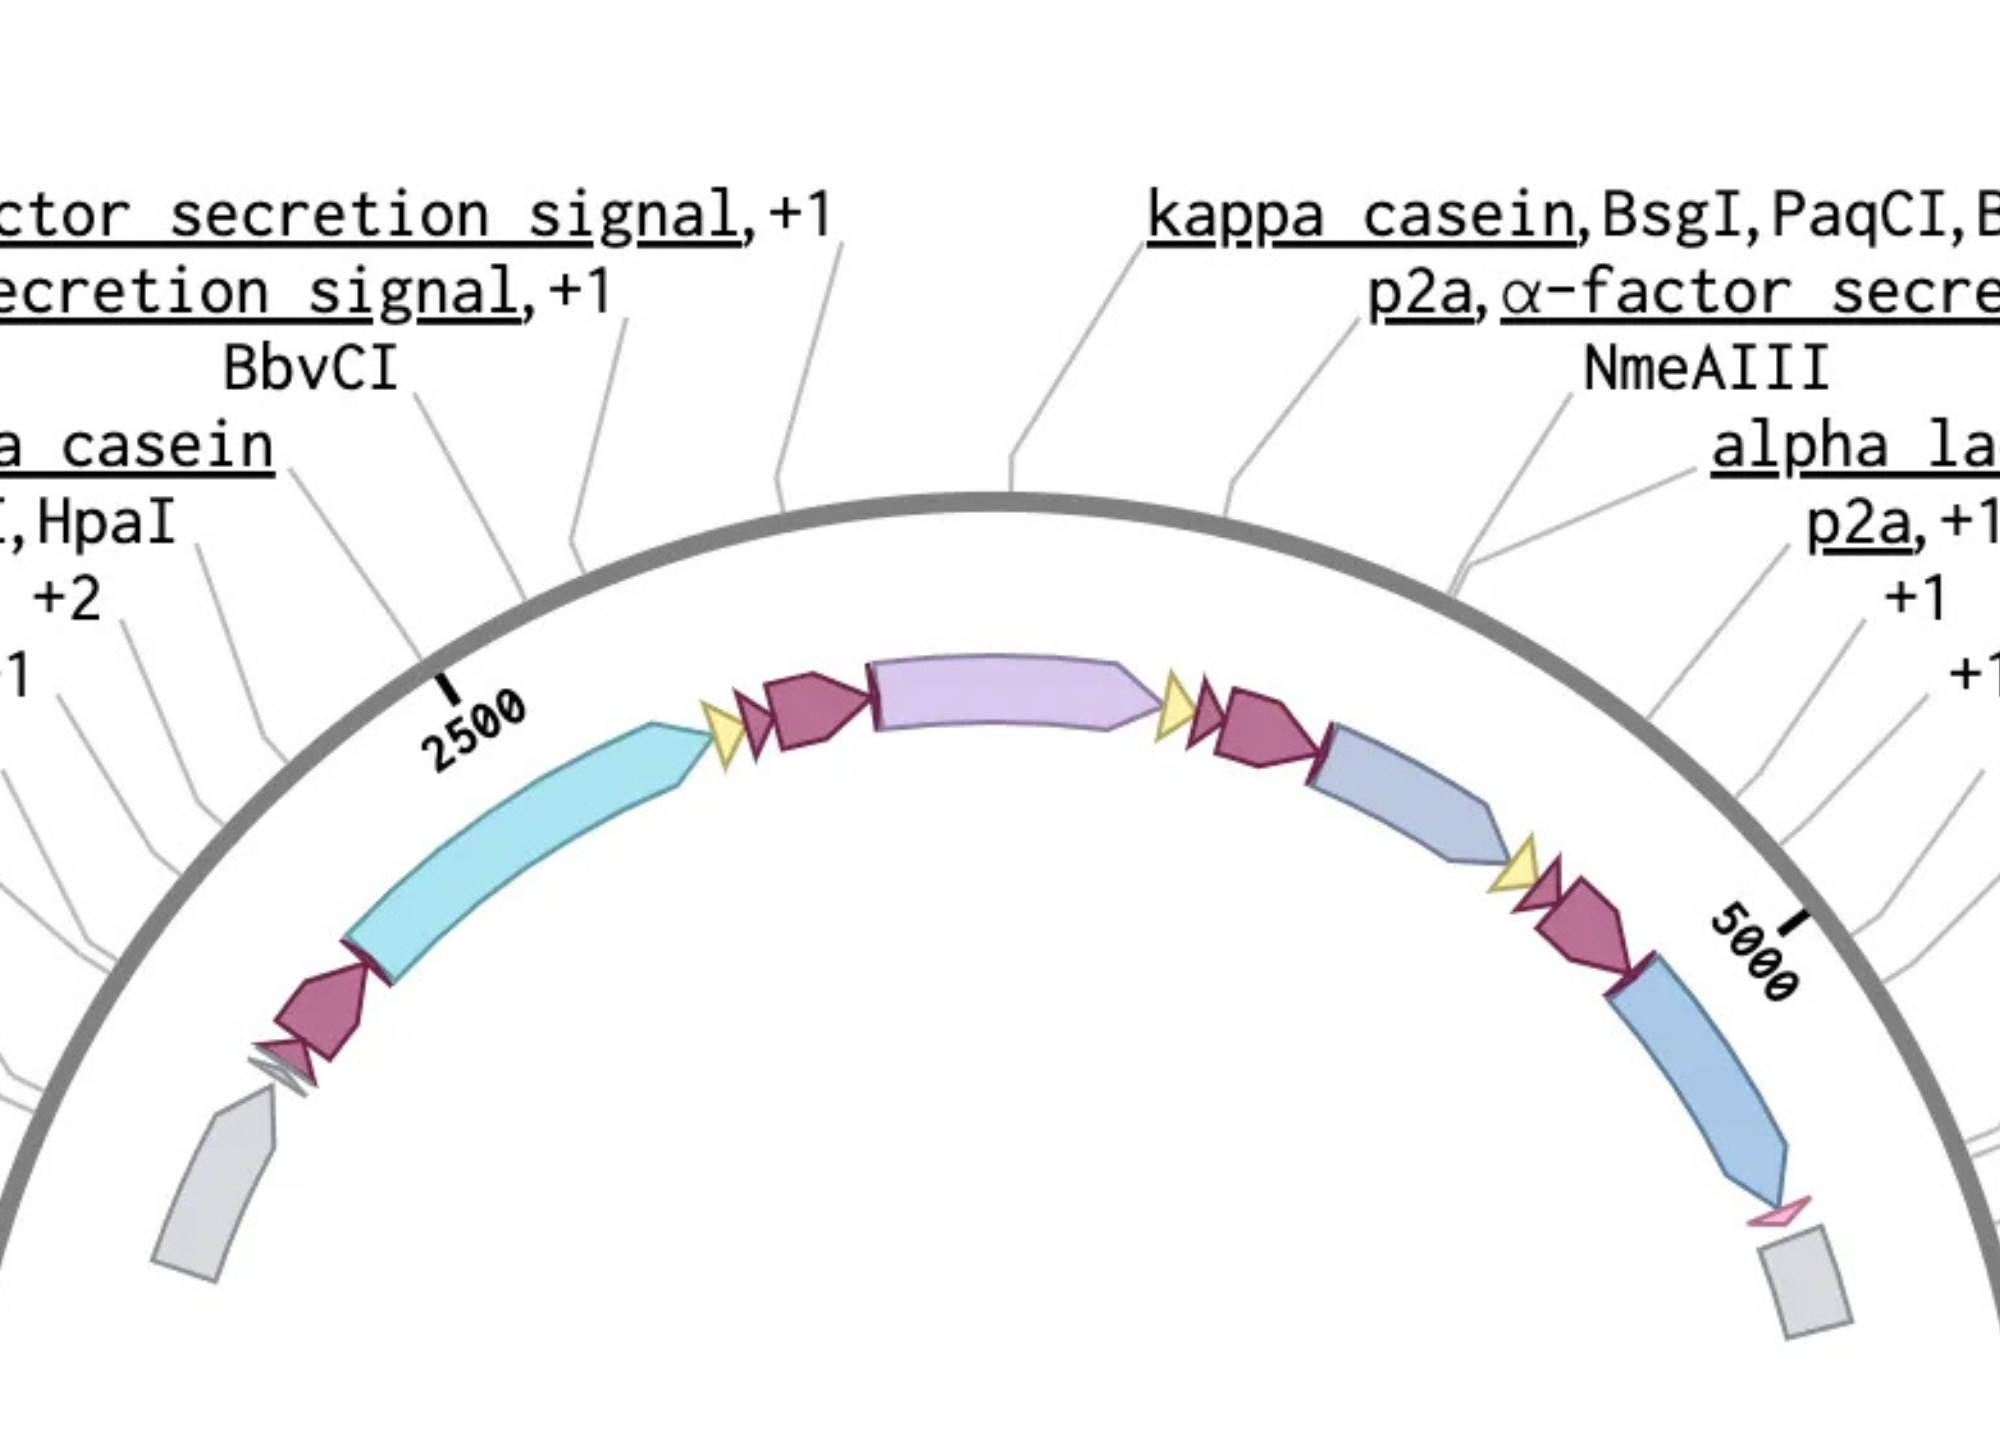 ctor secretion signal, +1
kappa casein, BsgI, PaqCI, B
ecretion signal, +1
p2a, α-factor secre
BbvCI
NmeAIII
a casein
alpha la
I, HpaI
p2a, +1
+2
+1
1
+1
2500
5000